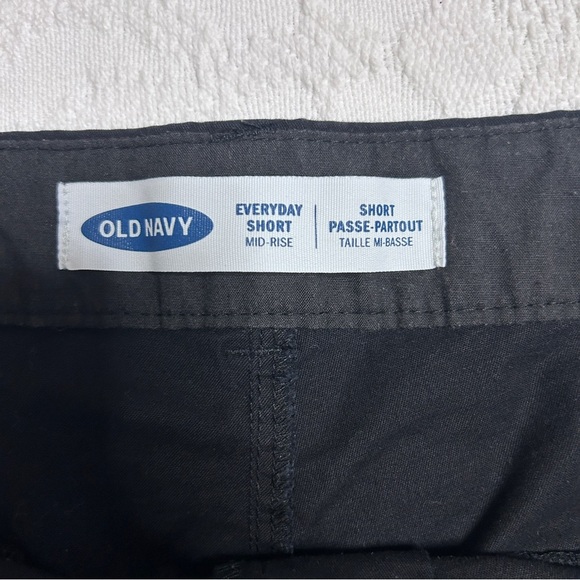 OLD NAVY
EVERYDAY
SHORT
MID-RISE
SHORT
PASSE-PARTOUT
TAILLE MI-BASSE